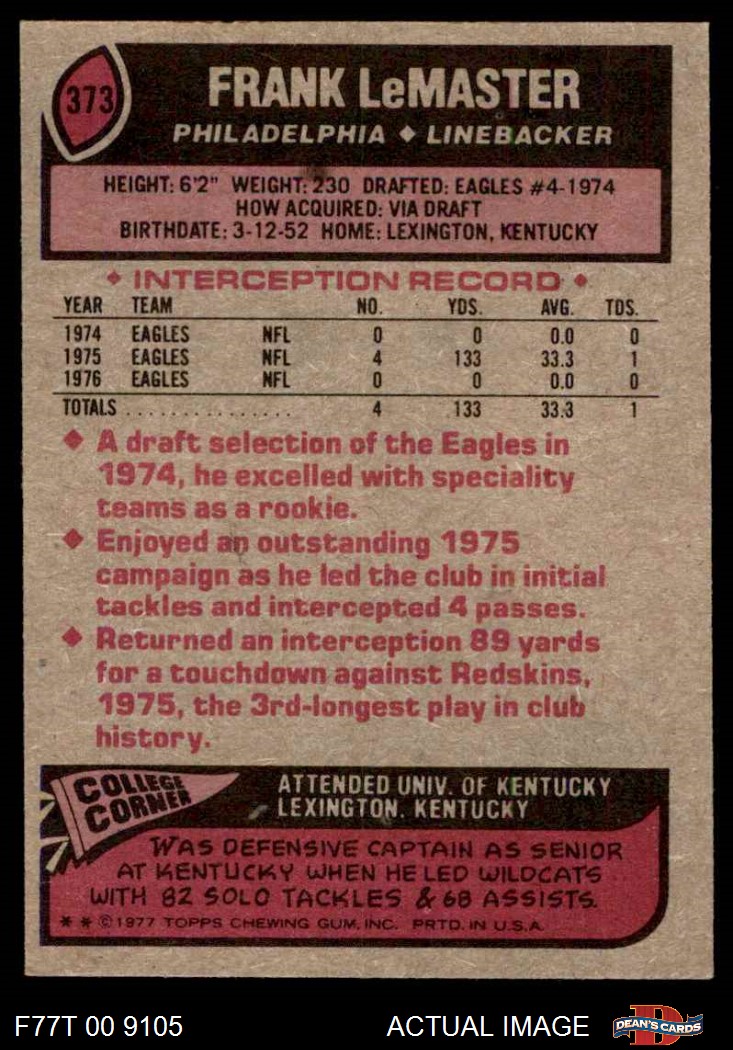 373
FRANK LeMASTER
PHILADELPHIA ◆ LINEBACKER
HEIGHT: 6'2" WEIGHT: 230 DRAFTED: EAGLES #4-1974
HOW ACQUIRED: VIA DRAFT
BIRTHDATE: 3-12-52 HOME: LEXINGTON, KENTUCKY
◆ INTERCEPTION RECORD ◆
YEAR TEAM NO. YDS. AVG. TDS.
1974 EAGLES NFL 0 0 0.0 0
1975 EAGLES NFL 4 133 33.3 1
1976 EAGLES NFL 0 0 0.0 0
TOTALS ............... 4 133 33.3 1
◆ A draft selection of the Eagles in
1974, he excelled with speciality
teams as a rookie.
◆ Enjoyed an outstanding 1975
campaign as he led the club in initial
tackles and intercepted 4 passes.
◆ Returned an interception 89 yards
for a touchdown against Redskins,
1975, the 3rd-longest play in club
history.
COLLEGE
CORNER
ATTENDED UNIV. OF KENTUCKY
LEXINGTON, KENTUCKY
WAS DEFENSIVE CAPTAIN AS SENIOR
AT KENTUCKY WHEN HE LED WILDCATS
WITH 82 SOLO TACKLES & 68 ASSISTS.
* * © 1977 TOPPS CHEWING GUM, INC. PRTD. IN U.S.A.
F77T 00 9105 ACTUAL IMAGE
D
DEAN'S CARDS